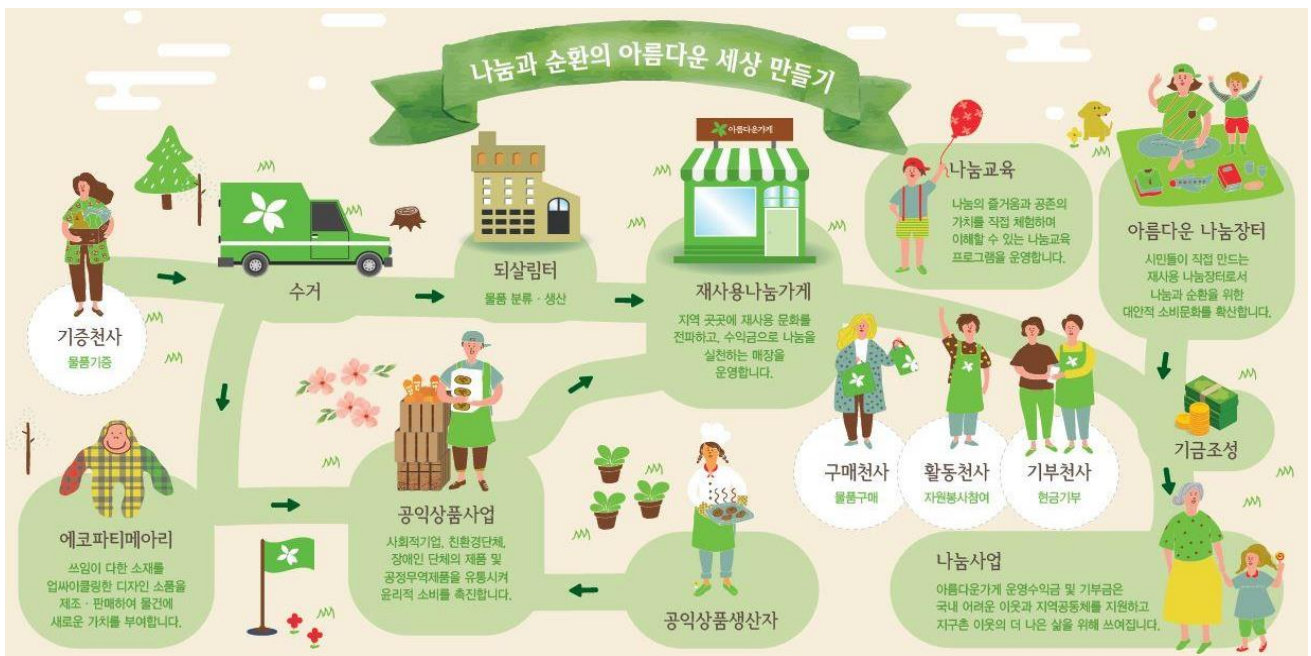 나눔과 순환의 아름다운 세상 만들기
아름다운가게
기증천사
물품기증
수거
되살림터
물품 분류 · 생산
재사용나눔가게
지역 곳곳에 재사용 문화를
전파하고, 수익금으로 나눔을
실천하는 매장을
운영합니다.
나눔교육
나눔의 즐거움과 공존의
가치를 직접 체험하며
이해할 수 있는 나눔교육
프로그램을 운영합니다.
아름다운 나눔장터
시민들이 직접 만드는
재사용 나눔장터로서
나눔과 순환을 위한
대안적 소비문화를 확산합니다.
구매천사
물품구매
활동천사
자원봉사참여
기부천사
현금기부
기금조성
에코파티메아리
쓰임이 다한 소재를
업싸이클링한 디자인 소품을
제조 · 판매하여 물건에
새로운 가치를 부여합니다.
공익상품사업
사회적기업, 친환경단체,
장애인 단체의 제품 및
공정무역제품을 유통시켜
윤리적 소비를 촉진합니다.
공익상품생산자
나눔사업
아름다운가게 운영수익금 및 기부금은
국내 어려운 이웃과 지역공동체를 지원하고
지구촌 이웃의 더 나은 삶을 위해 쓰여집니다.